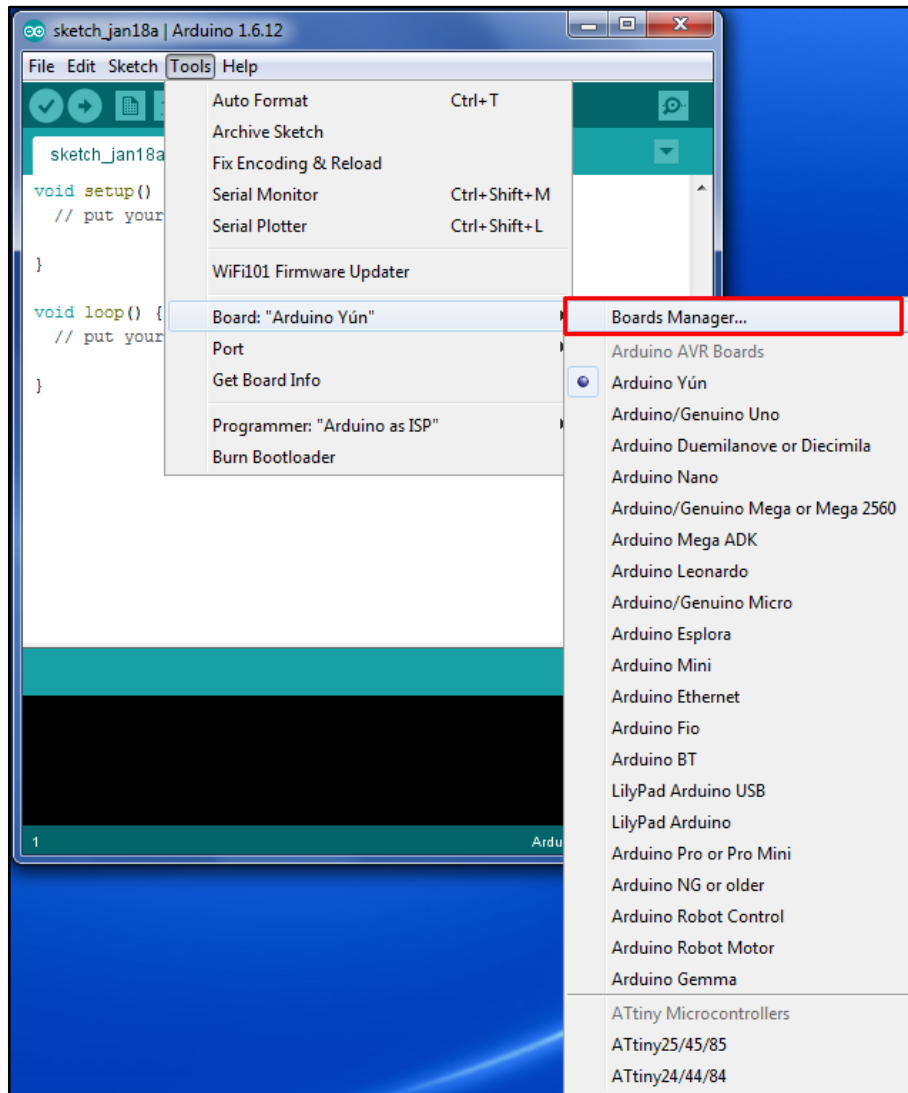 sketch_jan18a | Arduino 1.6.12
File Edit Sketch Tools Help
sketch_jan18a
void setup()
// put your
}
void loop() {
// put your
}
Auto Format Ctrl+T
Archive Sketch
Fix Encoding & Reload
Serial Monitor Ctrl+Shift+M
Serial Plotter Ctrl+Shift+L
WiFi101 Firmware Updater
Board: "Arduino Yún"
Port
Get Board Info
Programmer: "Arduino as ISP"
Burn Bootloader
Boards Manager...
Arduino AVR Boards
Arduino Yún
Arduino/Genuino Uno
Arduino Duemilanove or Diecimila
Arduino Nano
Arduino/Genuino Mega or Mega 2560
Arduino Mega ADK
Arduino Leonardo
Arduino/Genuino Micro
Arduino Esplora
Arduino Mini
Arduino Ethernet
Arduino Fio
Arduino BT
LilyPad Arduino USB
LilyPad Arduino
Arduino Pro or Pro Mini
Arduino NG or older
Arduino Robot Control
Arduino Robot Motor
Arduino Gemma
ATtiny Microcontrollers
ATtiny25/45/85
ATtiny24/44/84
1 Ardu